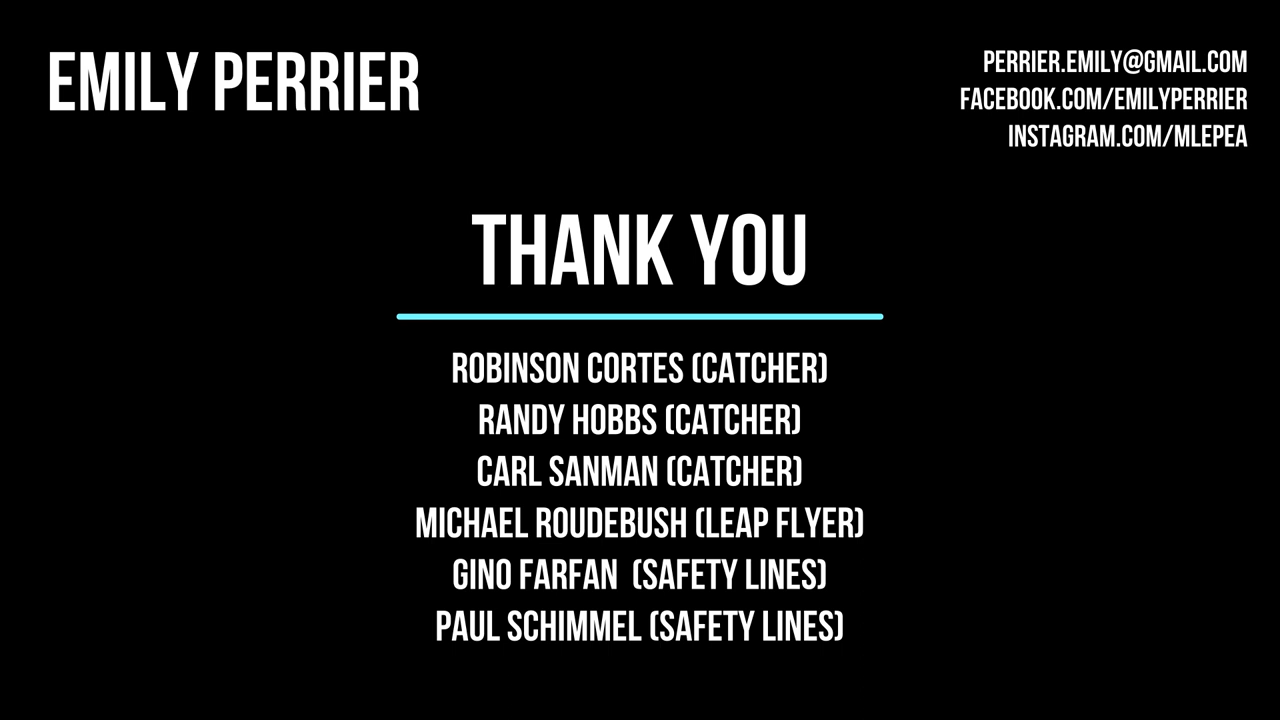 EMILY PERRIER
PERRIER.EMILY@GMAIL.COM
FACEBOOK.COM/EMILYPERRIER
INSTAGRAM.COM/MLEPEA
THANK YOU
ROBINSON CORTES (CATCHER)
RANDY HOBBS (CATCHER)
CARL SANMAN (CATCHER)
MICHAEL ROUDEBUSH (LEAP FLYER)
GINO FARFAN (SAFETY LINES)
PAUL SCHIMMEL (SAFETY LINES)